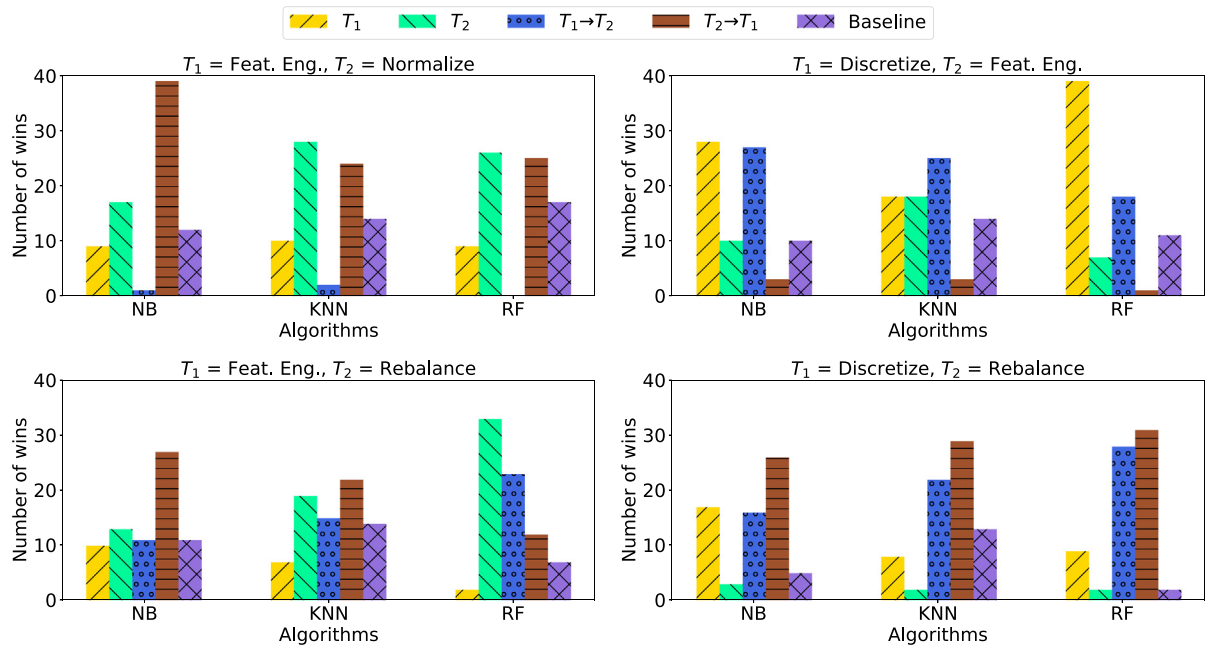 T₁ T₂ T₁→T₂ T₂→T₁ Baseline
T₁ = Feat. Eng., T₂ = Normalize
Number of wins
40
30
20
10
0
NB KNN RF
Algorithms
T₁ = Discretize, T₂ = Feat. Eng.
Number of wins
40
30
20
10
0
NB KNN RF
Algorithms
T₁ = Feat. Eng., T₂ = Rebalance
Number of wins
40
30
20
10
0
NB KNN RF
Algorithms
T₁ = Discretize, T₂ = Rebalance
Number of wins
40
30
20
10
0
NB KNN RF
Algorithms